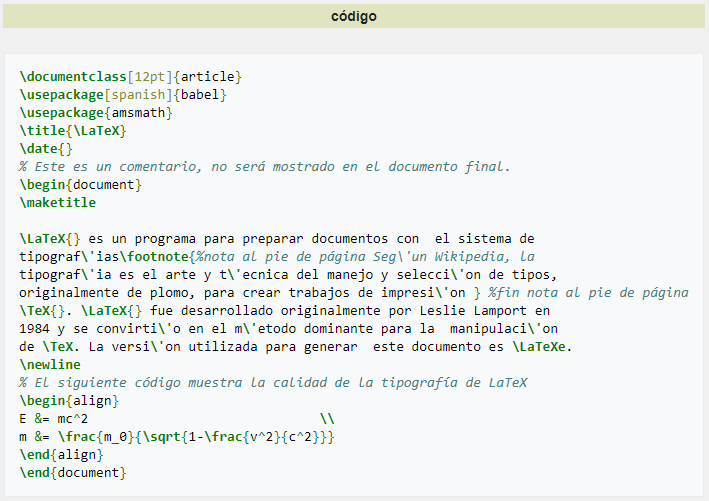 código
\documentclass[12pt]{article}
\usepackage[spanish]{babel}
\usepackage{amsmath}
\title{\LaTeX}
\date{}
% Este es un comentario, no será mostrado en el documento final.
\begin{document}
\maketitle

\LaTeX{} es un programa para preparar documentos con  el sistema de
tipograf\'ias\footnote{%nota al pie de página Seg\'un Wikipedia, la
tipograf\'ia es el arte y t\'ecnica del manejo y selecci\'on de tipos,
originalmente de plomo, para crear trabajos de impresi\'on } %fin nota al pie de página
\TeX{}. \LaTeX{} fue desarrollado originalmente por Leslie Lamport en
1984 y se convirti\'o en el m\'etodo dominante para la  manipulaci\'on
de \TeX. La versi\'on utilizada para generar  este documento es \LaTeXe.
\newline
% El siguiente código muestra la calidad de la tipografía de LaTeX
\begin{align}
E &= mc^2                              \\
m &= \frac{m_0}{\sqrt{1-\frac{v^2}{c^2}}}
\end{align}
\end{document}